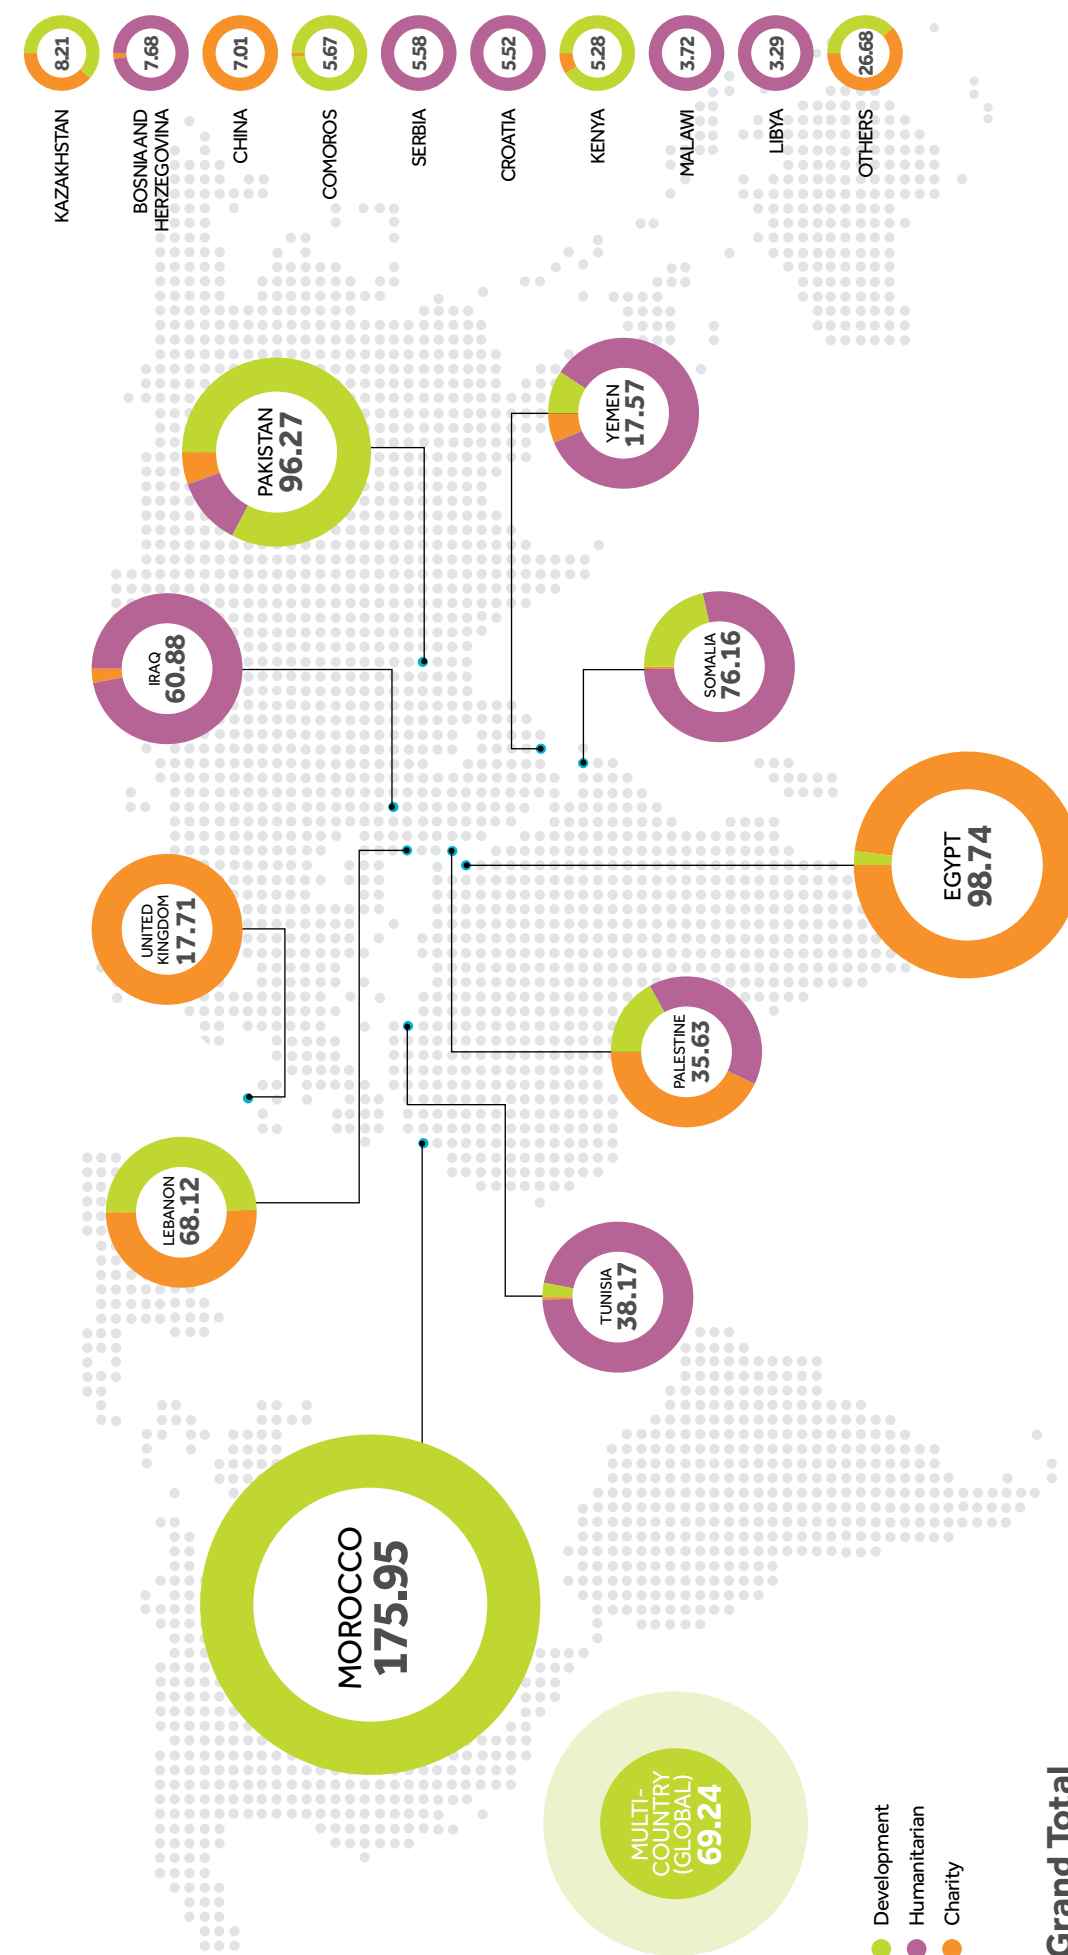 KAZAKHSTAN
8.21
BOSNIA AND
HERZEGOVINA
7.68
CHINA
7.01
COMOROS
5.67
SERBIA
5.58
CROATIA
5.52
KENYA
5.28
MALAWI
3.72
LIBYA
3.29
OTHERS
26.68
PAKISTAN
96.27
YEMEN
17.57
IRAQ
60.88
SOMALIA
76.16
UNITED
KINGDOM
17.71
EGYPT
98.74
PALESTINE
35.63
LEBANON
68.12
TUNISIA
38.17
MOROCCO
175.95
MULTI-
COUNTRY
(GLOBAL)
69.24
Development
Humanitarian
Charity
Grand Total